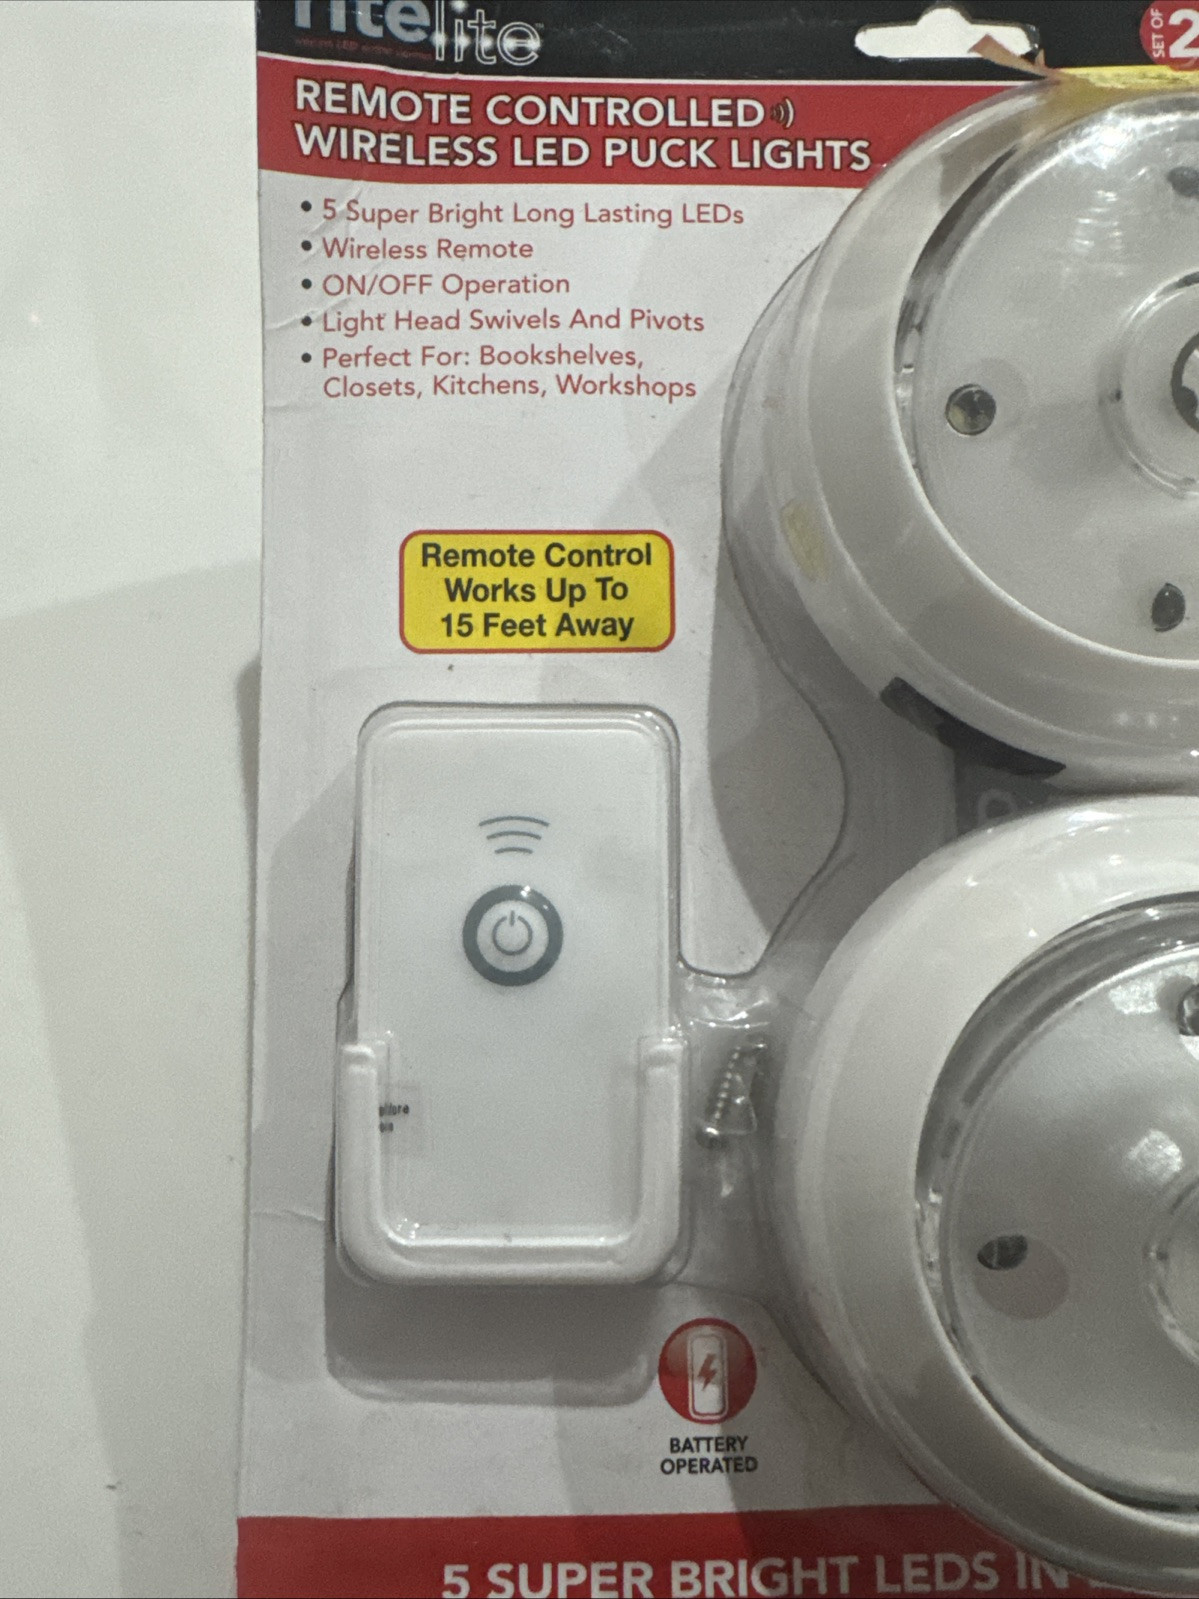 ritelite™
SET OF 2
REMOTE CONTROLLED
WIRELESS LED PUCK LIGHTS
• 5 Super Bright Long Lasting LEDs
• Wireless Remote
• ON/OFF Operation
• Light Head Swivels And Pivots
• Perfect For: Bookshelves,
Closets, Kitchens, Workshops
Remote Control
Works Up To
15 Feet Away
BATTERY
OPERATED
5 SUPER BRIGHT LEDS IN